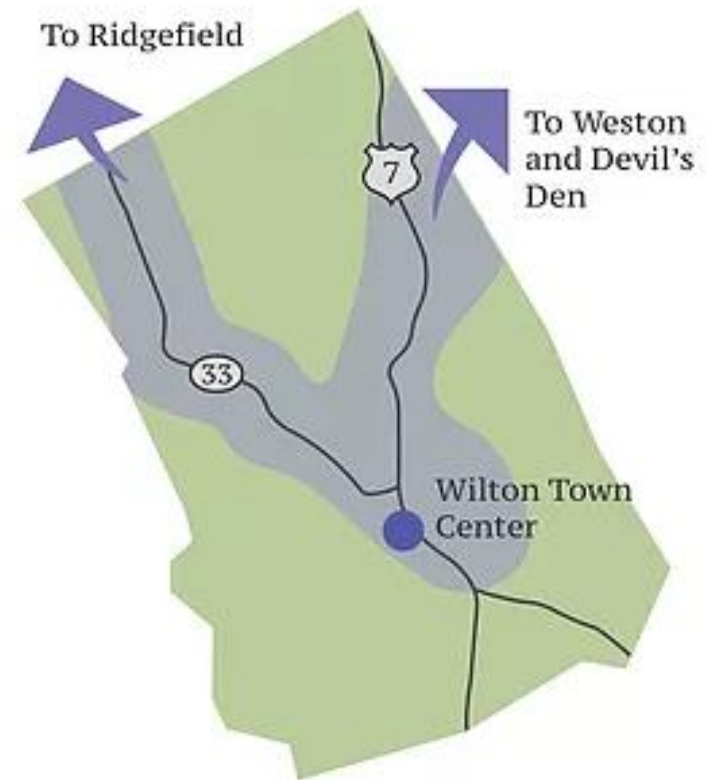 To Ridgefield
To Weston
and Devil's
Den
7
33
Wilton Town
Center